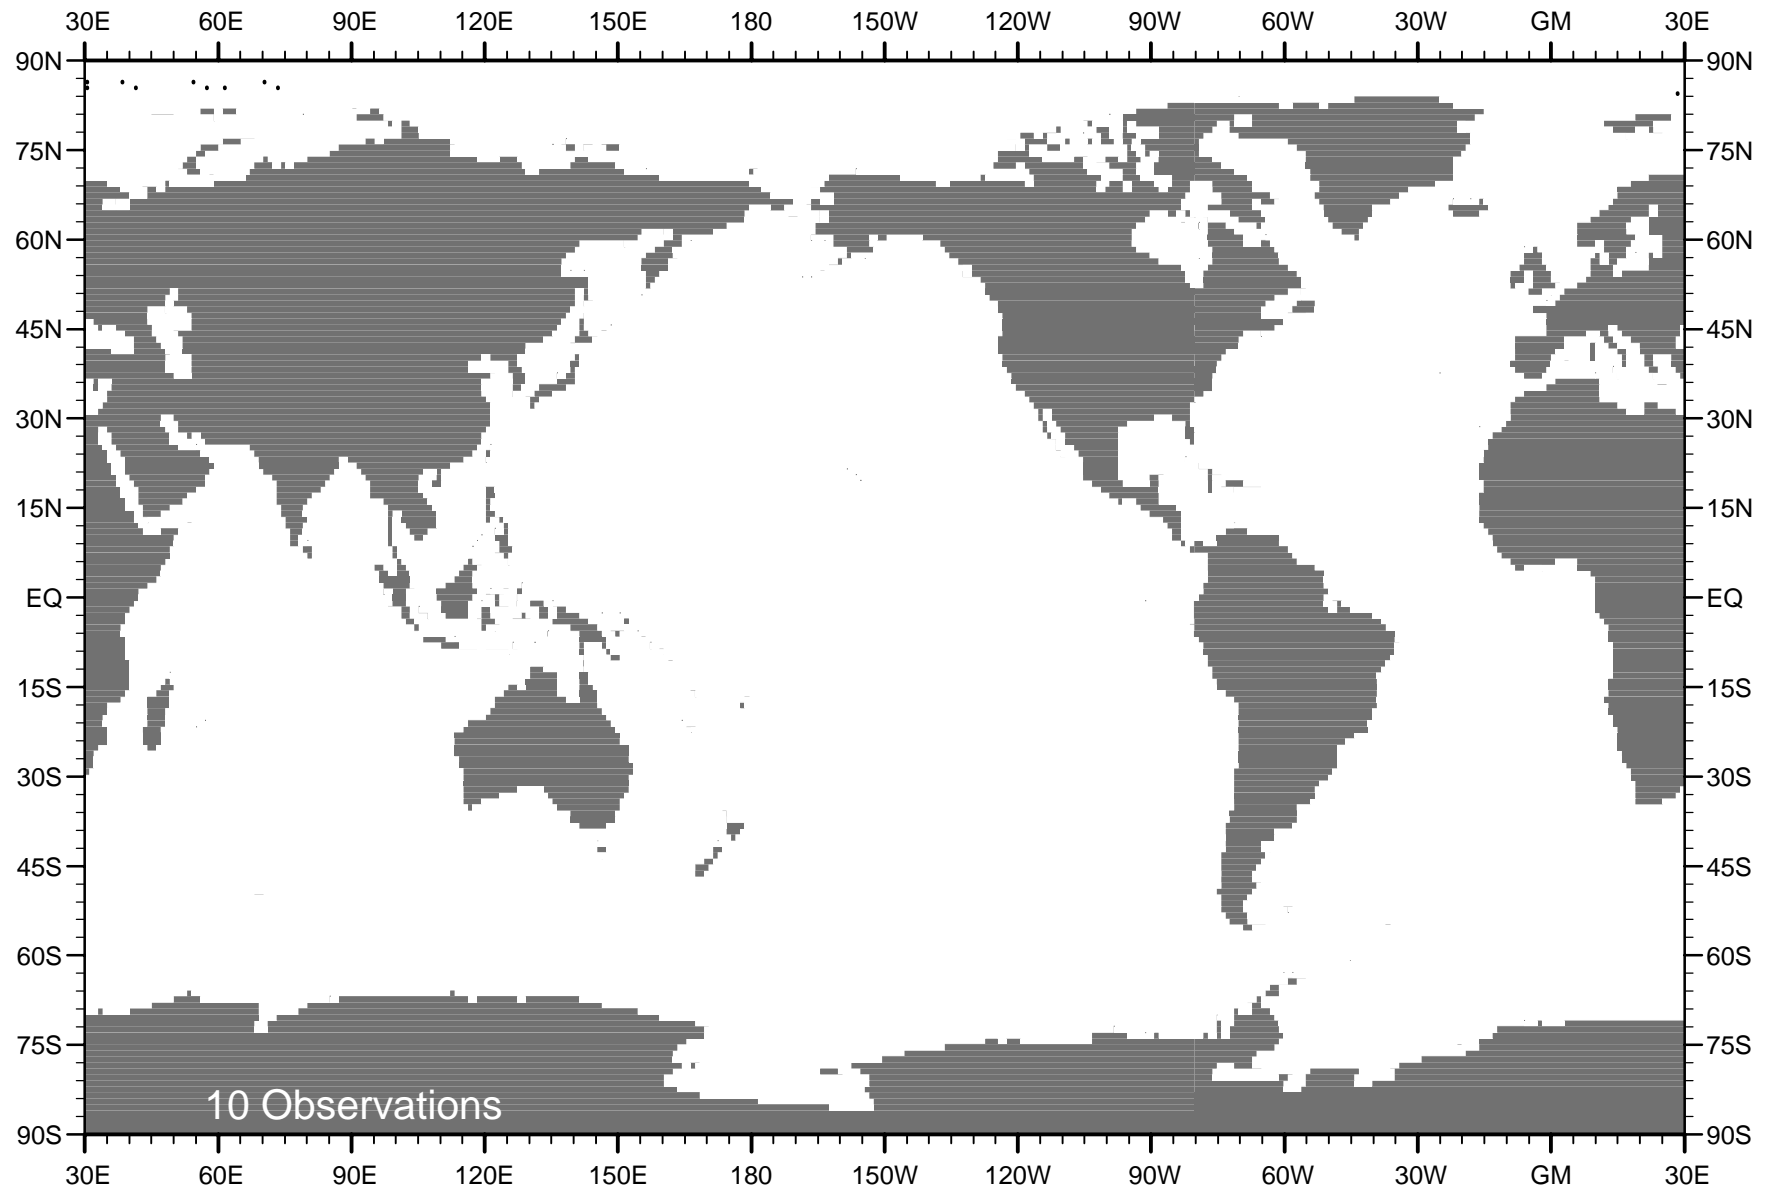 30E 60E 90E 120E 150E 180 150W 120W 90W 60W 30W GM 30E
90N 90N
75N 75N
60N 60N
45N 45N
30N 30N
15N 15N
EQ EQ
15S 15S
30S 30S
45S 45S
60S 60S
75S 75S
10 Observations
90S 90S
30E 60E 90E 120E 150E 180 150W 120W 90W 60W 30W GM 30E